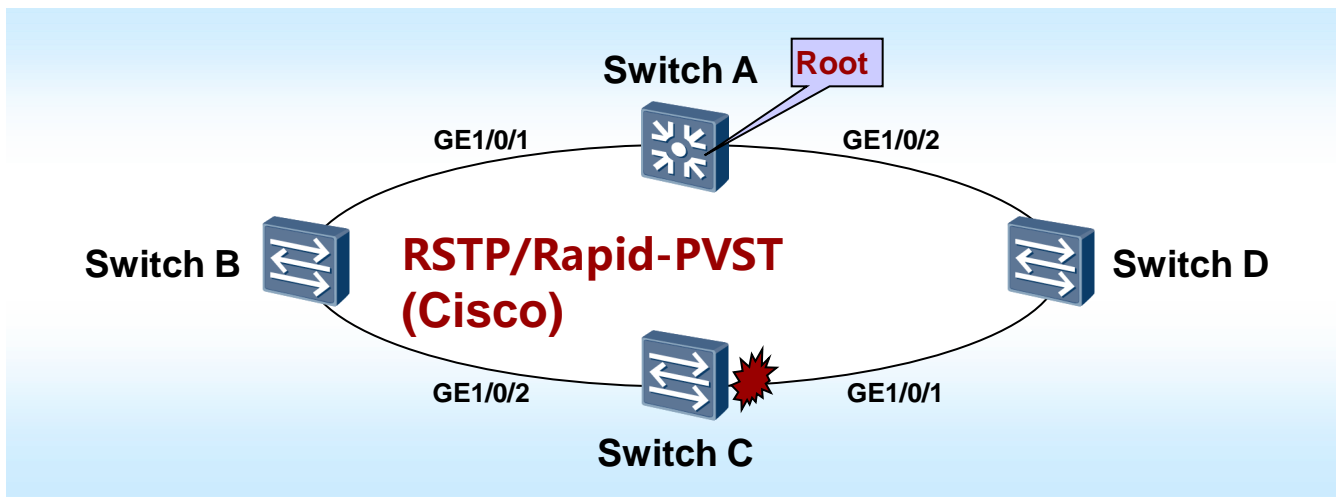 Root
Switch A
GE1/0/1
GE1/0/2
Switch B
RSTP/Rapid-PVST
(Cisco)
Switch D
GE1/0/2
GE1/0/1
Switch C